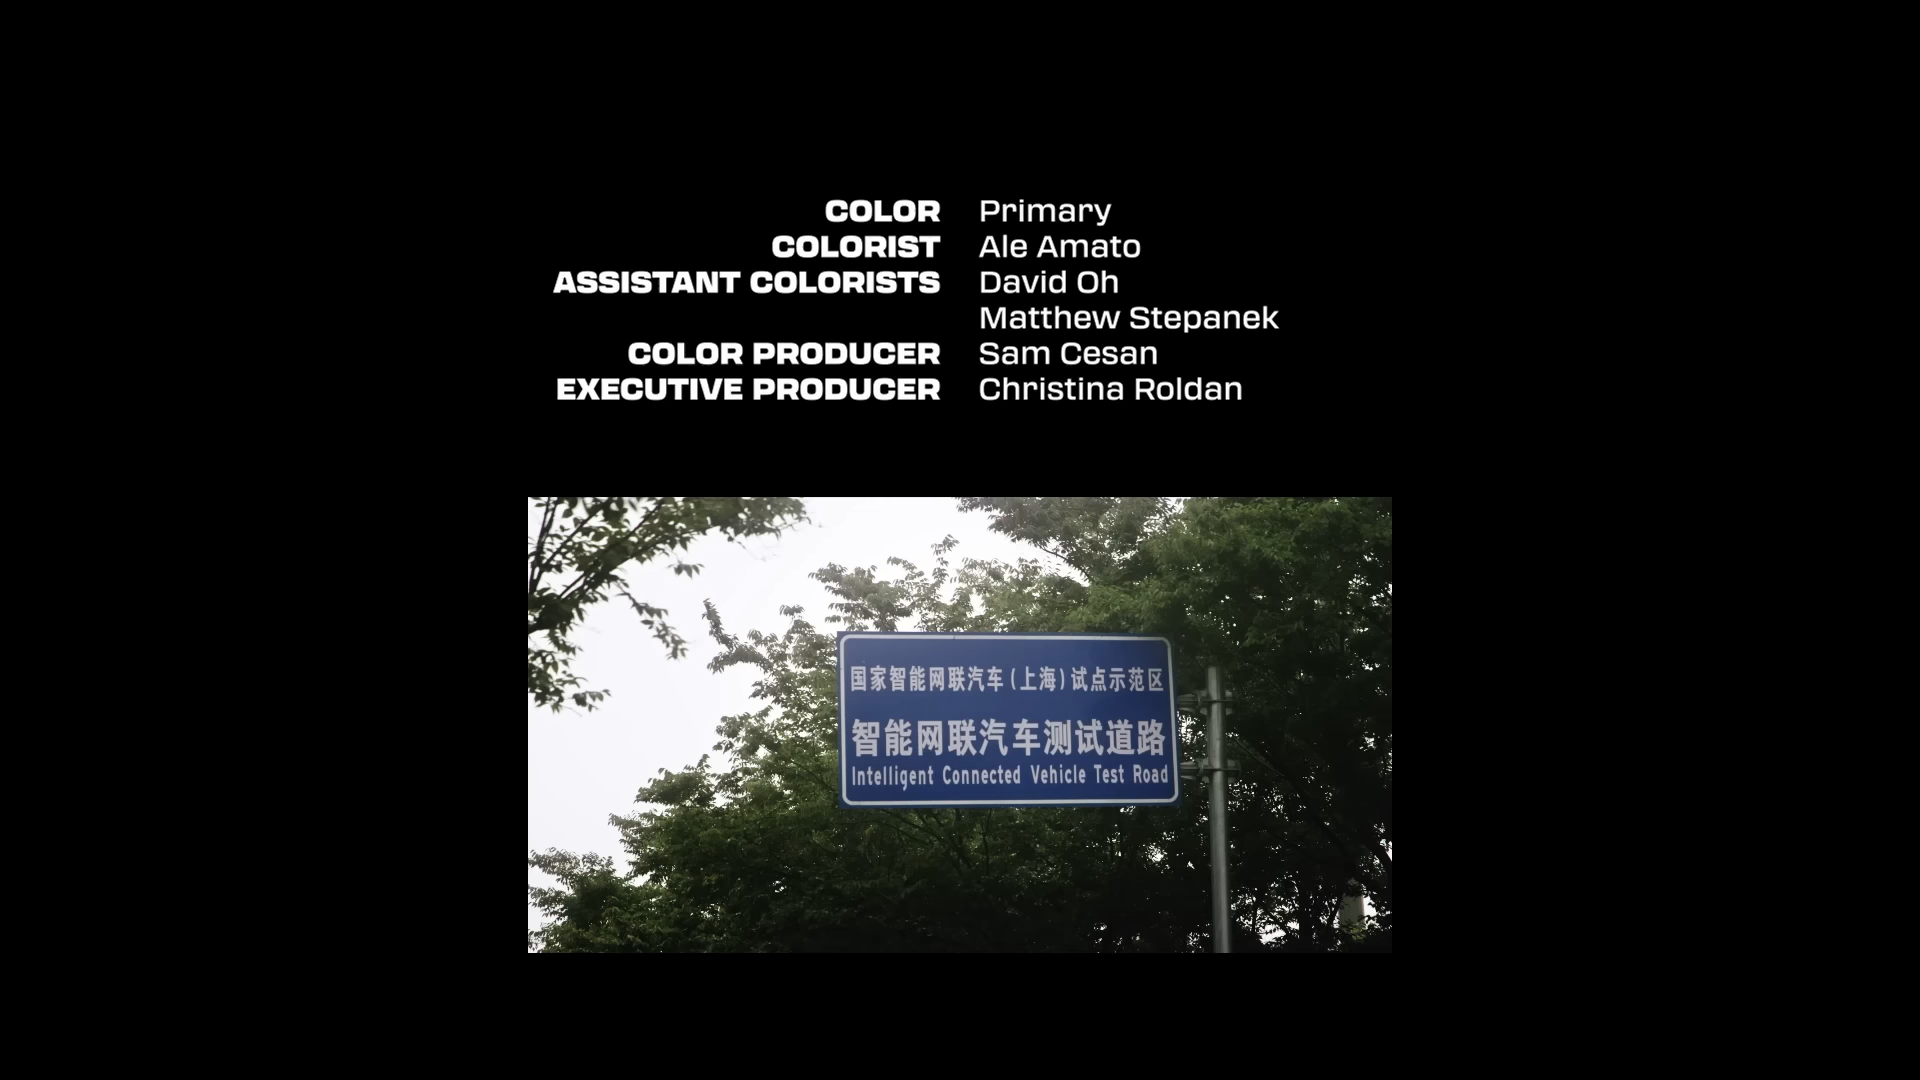 COLOR Primary
COLORIST Ale Amato
ASSISTANT COLORISTS David Oh
Matthew Stepanek
COLOR PRODUCER Sam Cesan
EXECUTIVE PRODUCER Christina Roldan
国家智能网联汽车(上海)试点示范区
智能网联汽车测试道路
Intelligent Connected Vehicle Test Road